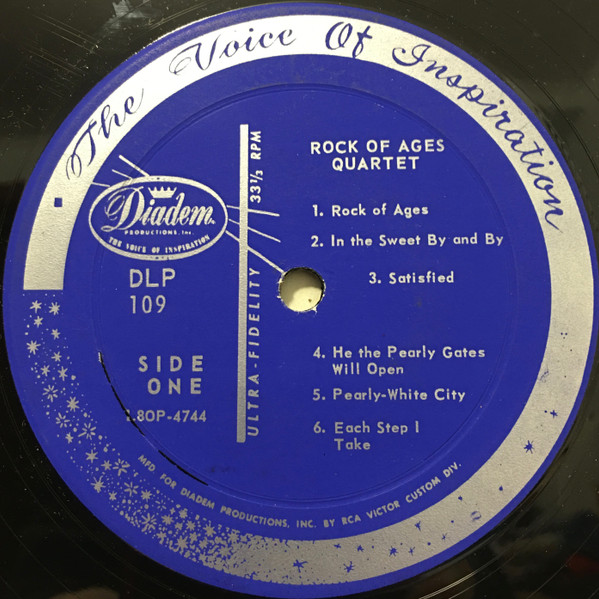 The Voice Of Inspiration
Diadem
PRODUCTIONS, Inc.
THE VOICE OF INSPIRATION
DLP
109
SIDE
ONE
L8OP-4744
ULTRA-FIDELITY 33⅓ RPM
ROCK OF AGES
QUARTET
1. Rock of Ages
2. In the Sweet By and By
3. Satisfied
4. He the Pearly Gates
Will Open
5. Pearly-White City
6. Each Step I
Take
MFD FOR DIADEM PRODUCTIONS, INC. BY RCA VICTOR CUSTOM DIV.